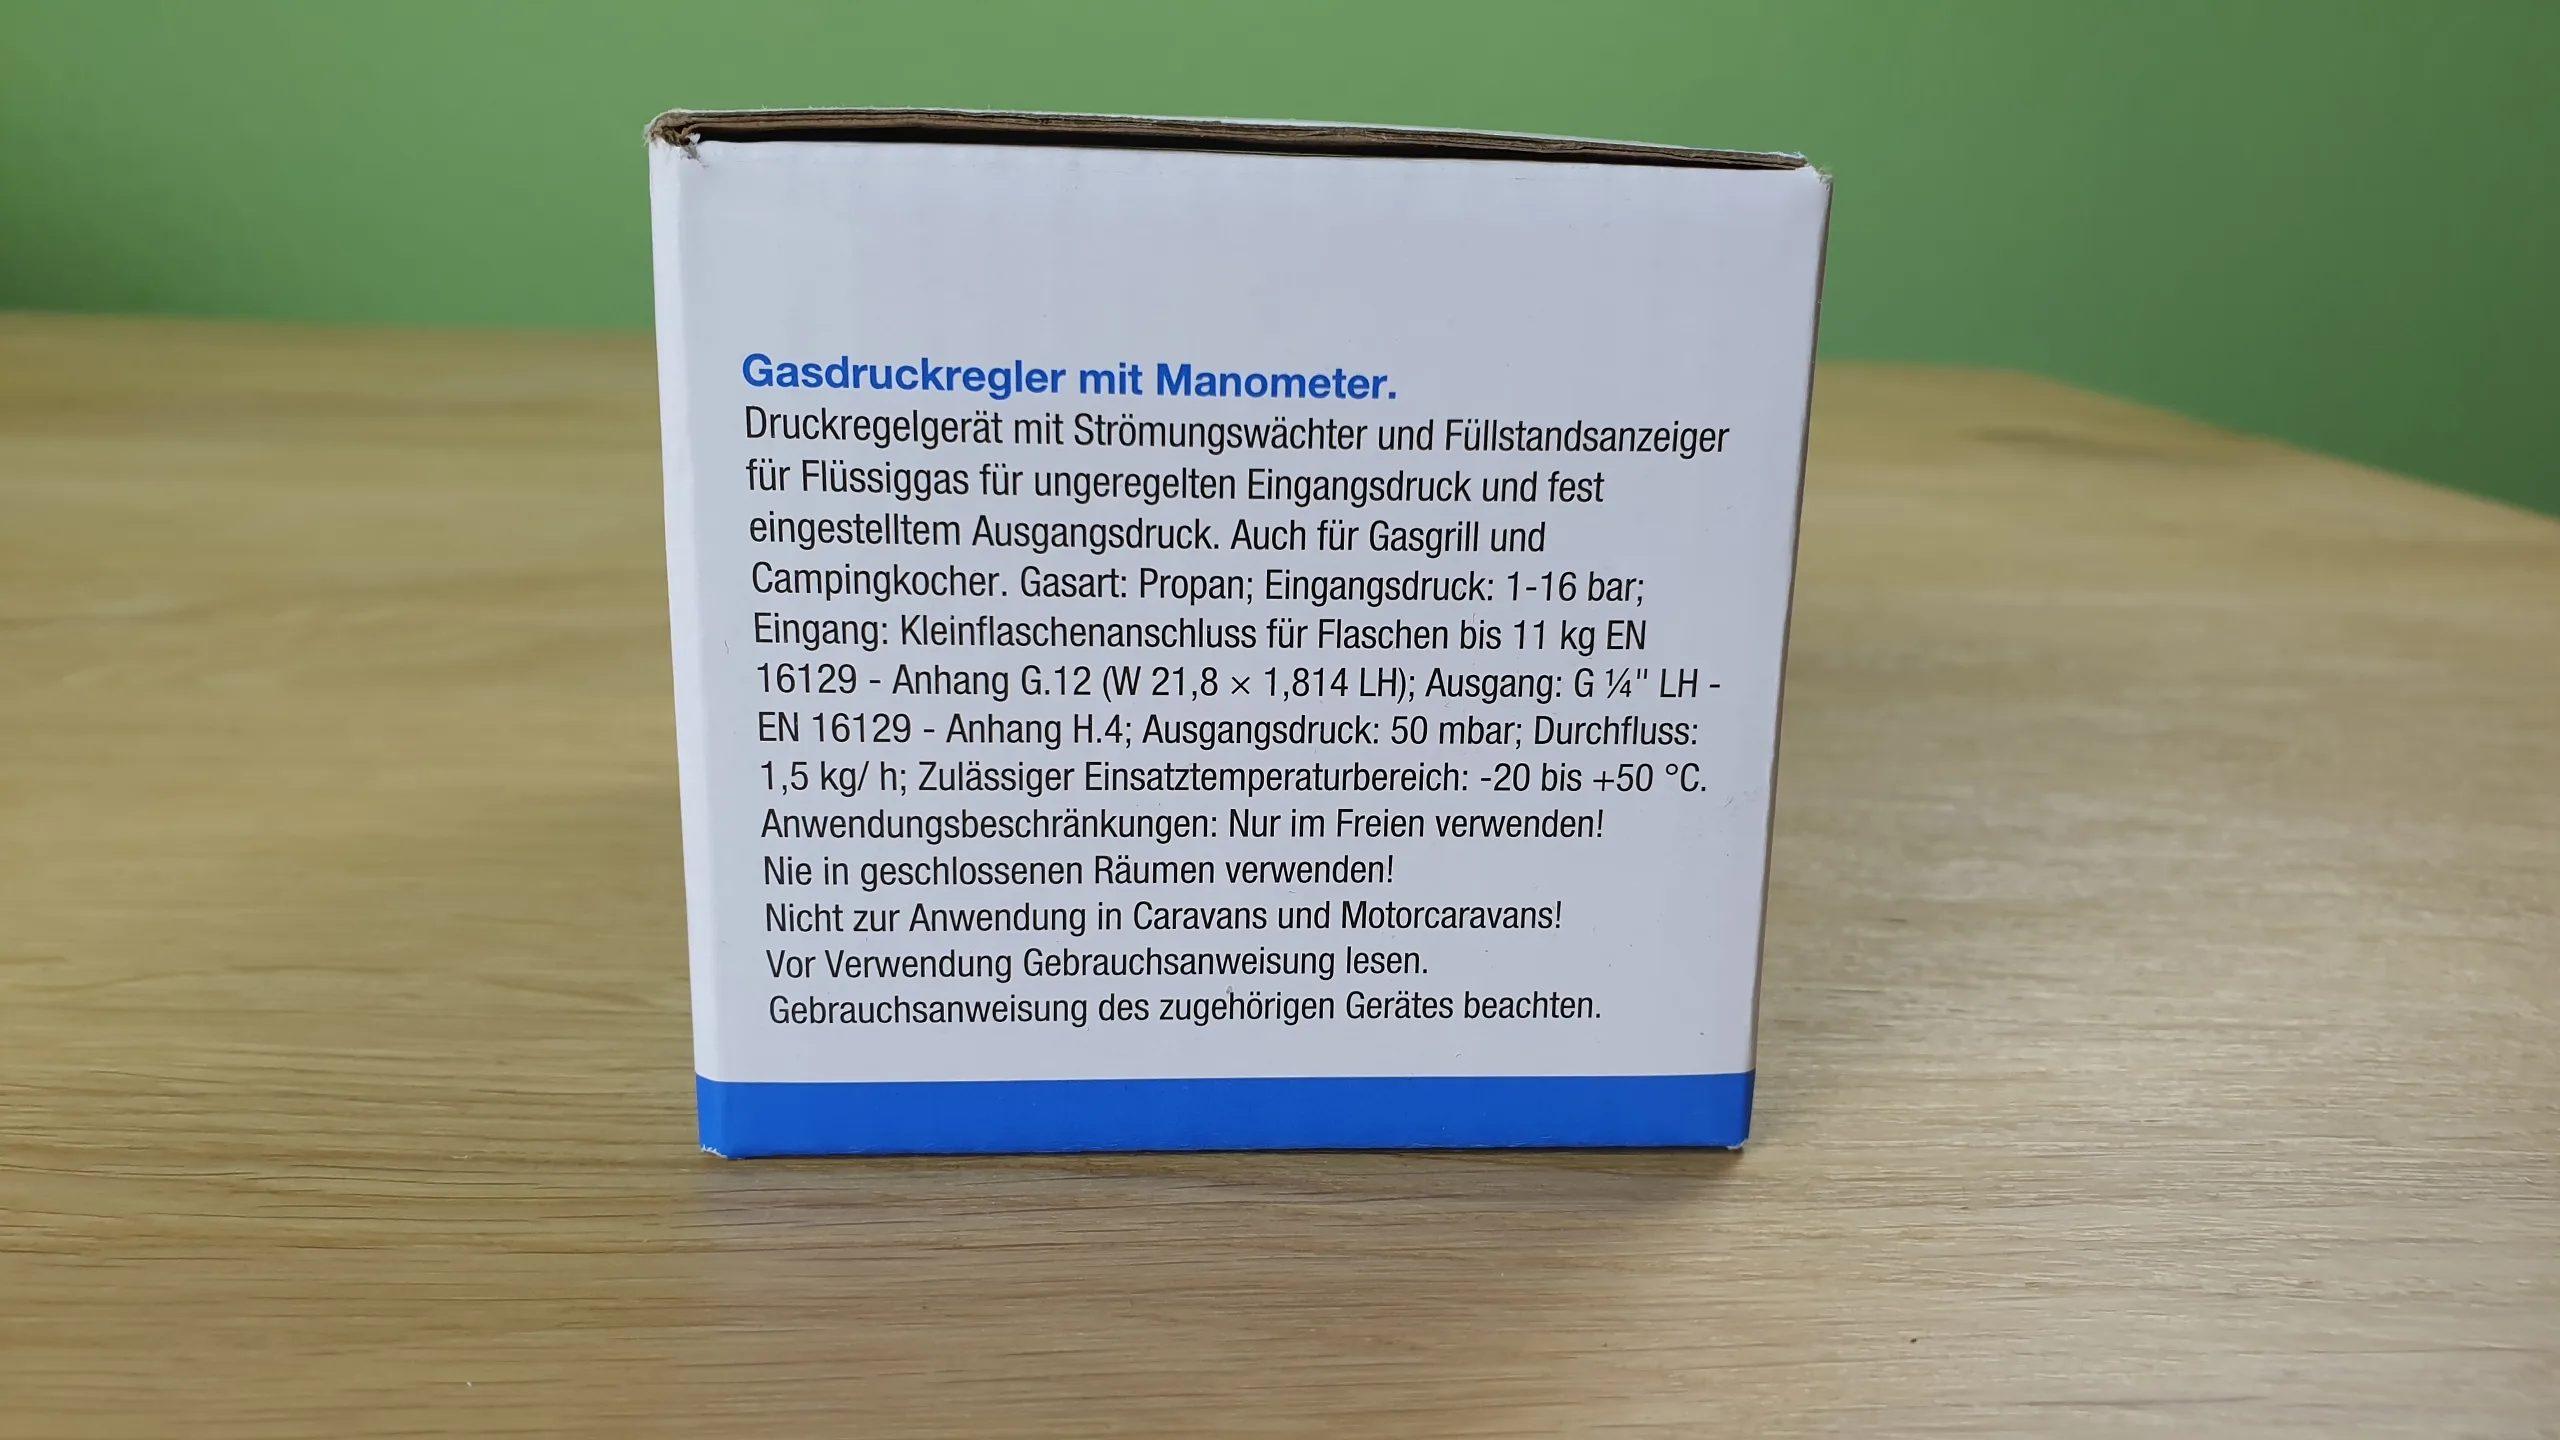 Gasdruckregler mit Manometer.
Druckregelgerät mit Strömungswächter und Füllstandsanzeiger
für Flüssiggas für ungeregelten Eingangsdruck und fest
eingestelltem Ausgangsdruck. Auch für Gasgrill und
Campingkocher. Gasart: Propan; Eingangsdruck: 1-16 bar;
Eingang: Kleinflaschenanschluss für Flaschen bis 11 kg EN
16129 - Anhang G.12 (W 21,8 × 1,814 LH); Ausgang: G ¼" LH -
EN 16129 - Anhang H.4; Ausgangsdruck: 50 mbar; Durchfluss:
1,5 kg/ h; Zulässiger Einsatztemperaturbereich: -20 bis +50 °C.
Anwendungsbeschränkungen: Nur im Freien verwenden!
Nie in geschlossenen Räumen verwenden!
Nicht zur Anwendung in Caravans und Motorcaravans!
Vor Verwendung Gebrauchsanweisung lesen.
Gebrauchsanweisung des zugehörigen Gerätes beachten.